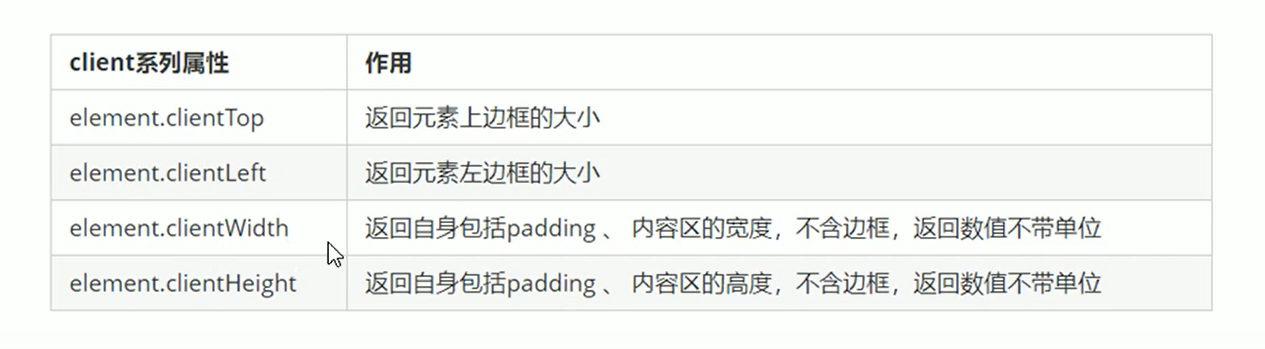 client系列属性 作用
element.clientTop 返回元素上边框的大小
element.clientLeft 返回元素左边框的大小
element.clientWidth 返回自身包括padding 、 内容区的宽度，不含边框，返回数值不带单位
element.clientHeight 返回自身包括padding 、 内容区的高度，不含边框，返回数值不带单位